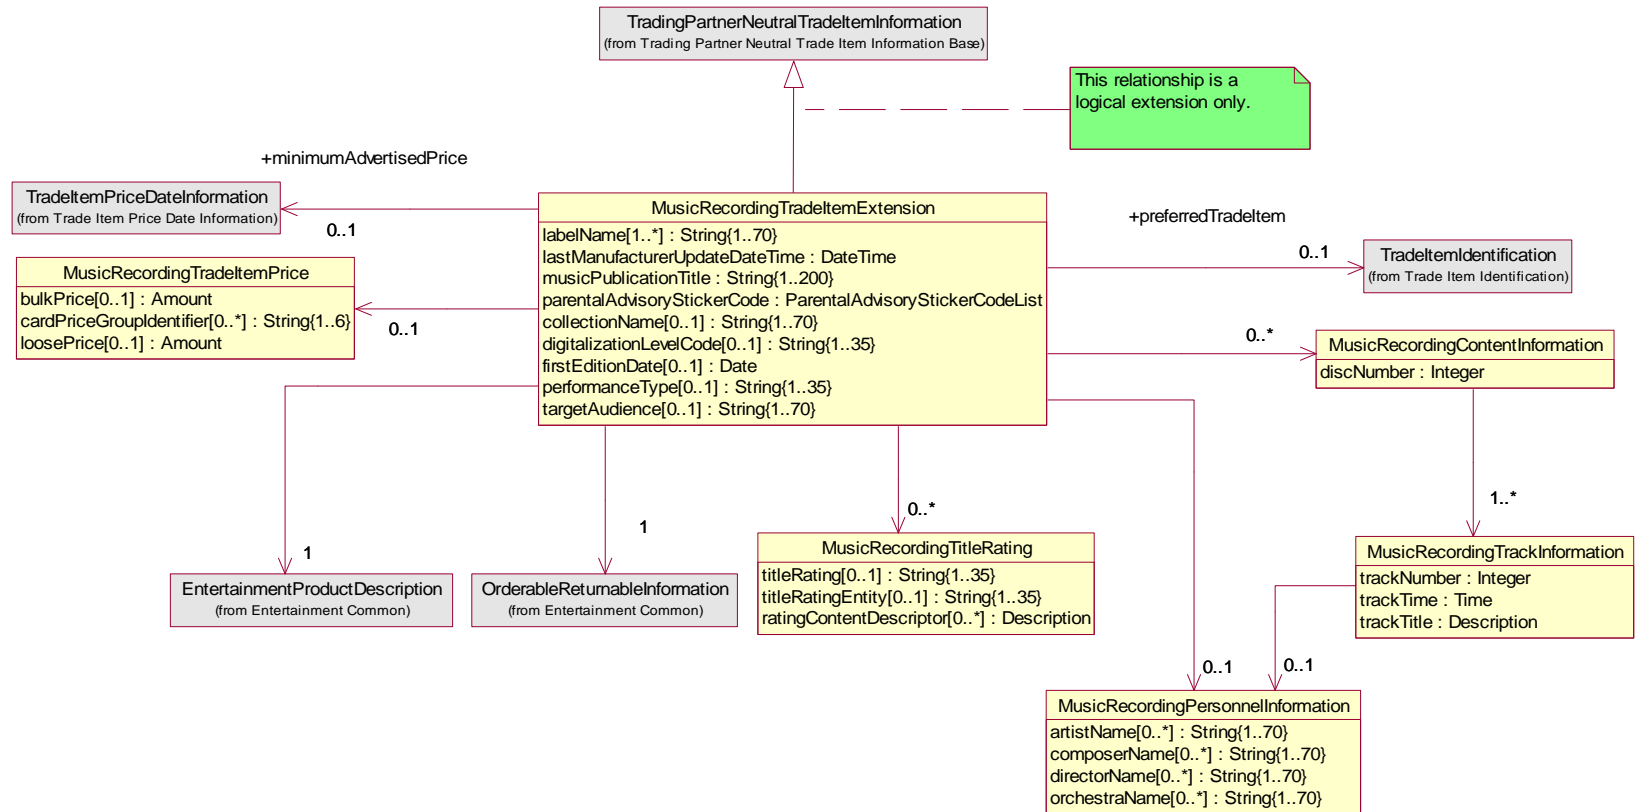 TradingPartnerNeutralTradeItemInformation
(from Trading Partner Neutral Trade Item Information Base)
This relationship is a
logical extension only.
+minimumAdvertisedPrice
TradeItemPriceDateInformation
(from Trade Item Price Date Information)
0..1
MusicRecordingTradeItemExtension
labelName[1..*] : String{1..70}
lastManufacturerUpdateDateTime : DateTime
musicPublicationTitle : String{1..200}
parentalAdvisoryStickerCode : ParentalAdvisoryStickerCodeList
collectionName[0..1] : String{1..70}
digitalizationLevelCode[0..1] : String{1..35}
firstEditionDate[0..1] : Date
performanceType[0..1] : String{1..35}
targetAudience[0..1] : String{1..70}
+preferredTradeItem
0..1
TradeItemIdentification
(from Trade Item Identification)
MusicRecordingTradeItemPrice
bulkPrice[0..1] : Amount
cardPriceGroupIdentifier[0..*] : String{1..6}
loosePrice[0..1] : Amount
0..1
0..*
MusicRecordingContentInformation
discNumber : Integer
1
EntertainmentProductDescription
(from Entertainment Common)
1
OrderableReturnableInformation
(from Entertainment Common)
0..*
MusicRecordingTitleRating
titleRating[0..1] : String{1..35}
titleRatingEntity[0..1] : String{1..35}
ratingContentDescriptor[0..*] : Description
1..*
MusicRecordingTrackInformation
trackNumber : Integer
trackTime : Time
trackTitle : Description
0..1
0..1
MusicRecordingPersonnelInformation
artistName[0..*] : String{1..70}
composerName[0..*] : String{1..70}
directorName[0..*] : String{1..70}
orchestraName[0..*] : String{1..70}